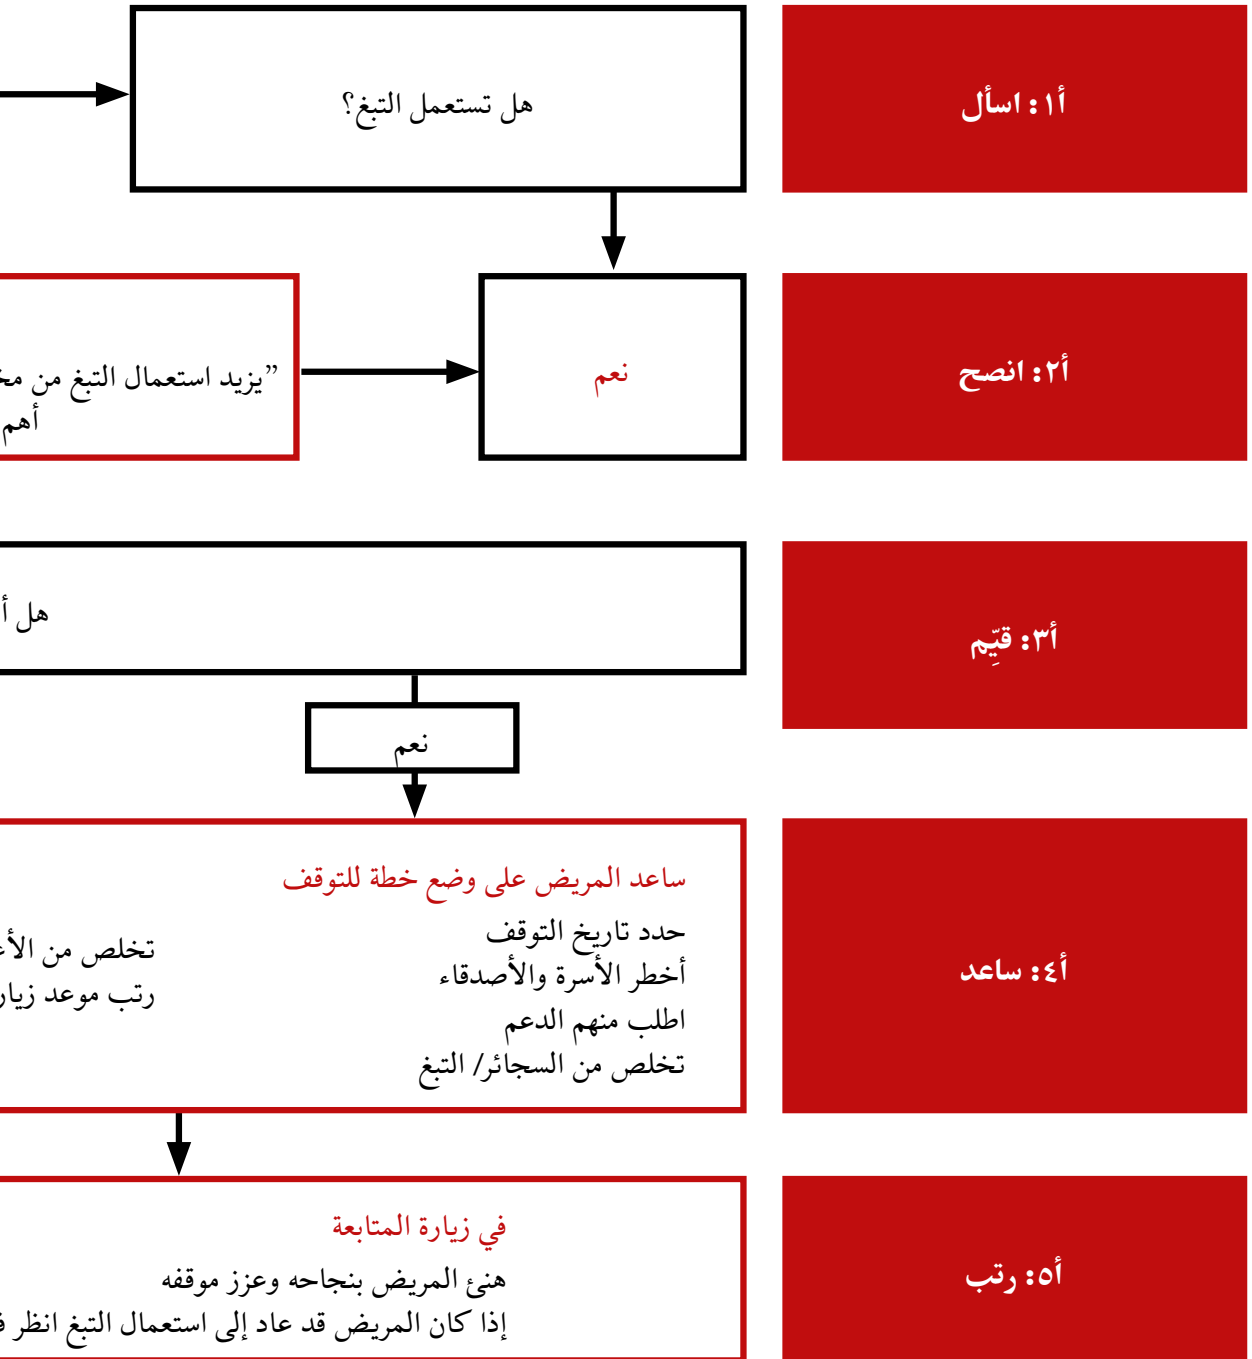 أ١: اسأل
هل تستعمل التبغ؟
أ٢: انصح
نعم
”يزيد استعمال التبغ من
أهم
أ٣: قيِّم
هل
نعم
أ٤: ساعد
ساعد المريض على وضع خطة للتوقف
حدد تاريخ التوقف
أخطر الأسرة والأصدقاء
اطلب منهم الدعم
تخلص من السجائر/ التبغ
تخلص من
رتب موعد
أ٥: رتب
في زيارة المتابعة
هنئ المريض بنجاحه وعزز موقفه
إذا كان المريض قد عاد إلى استعمال التبغ انظر